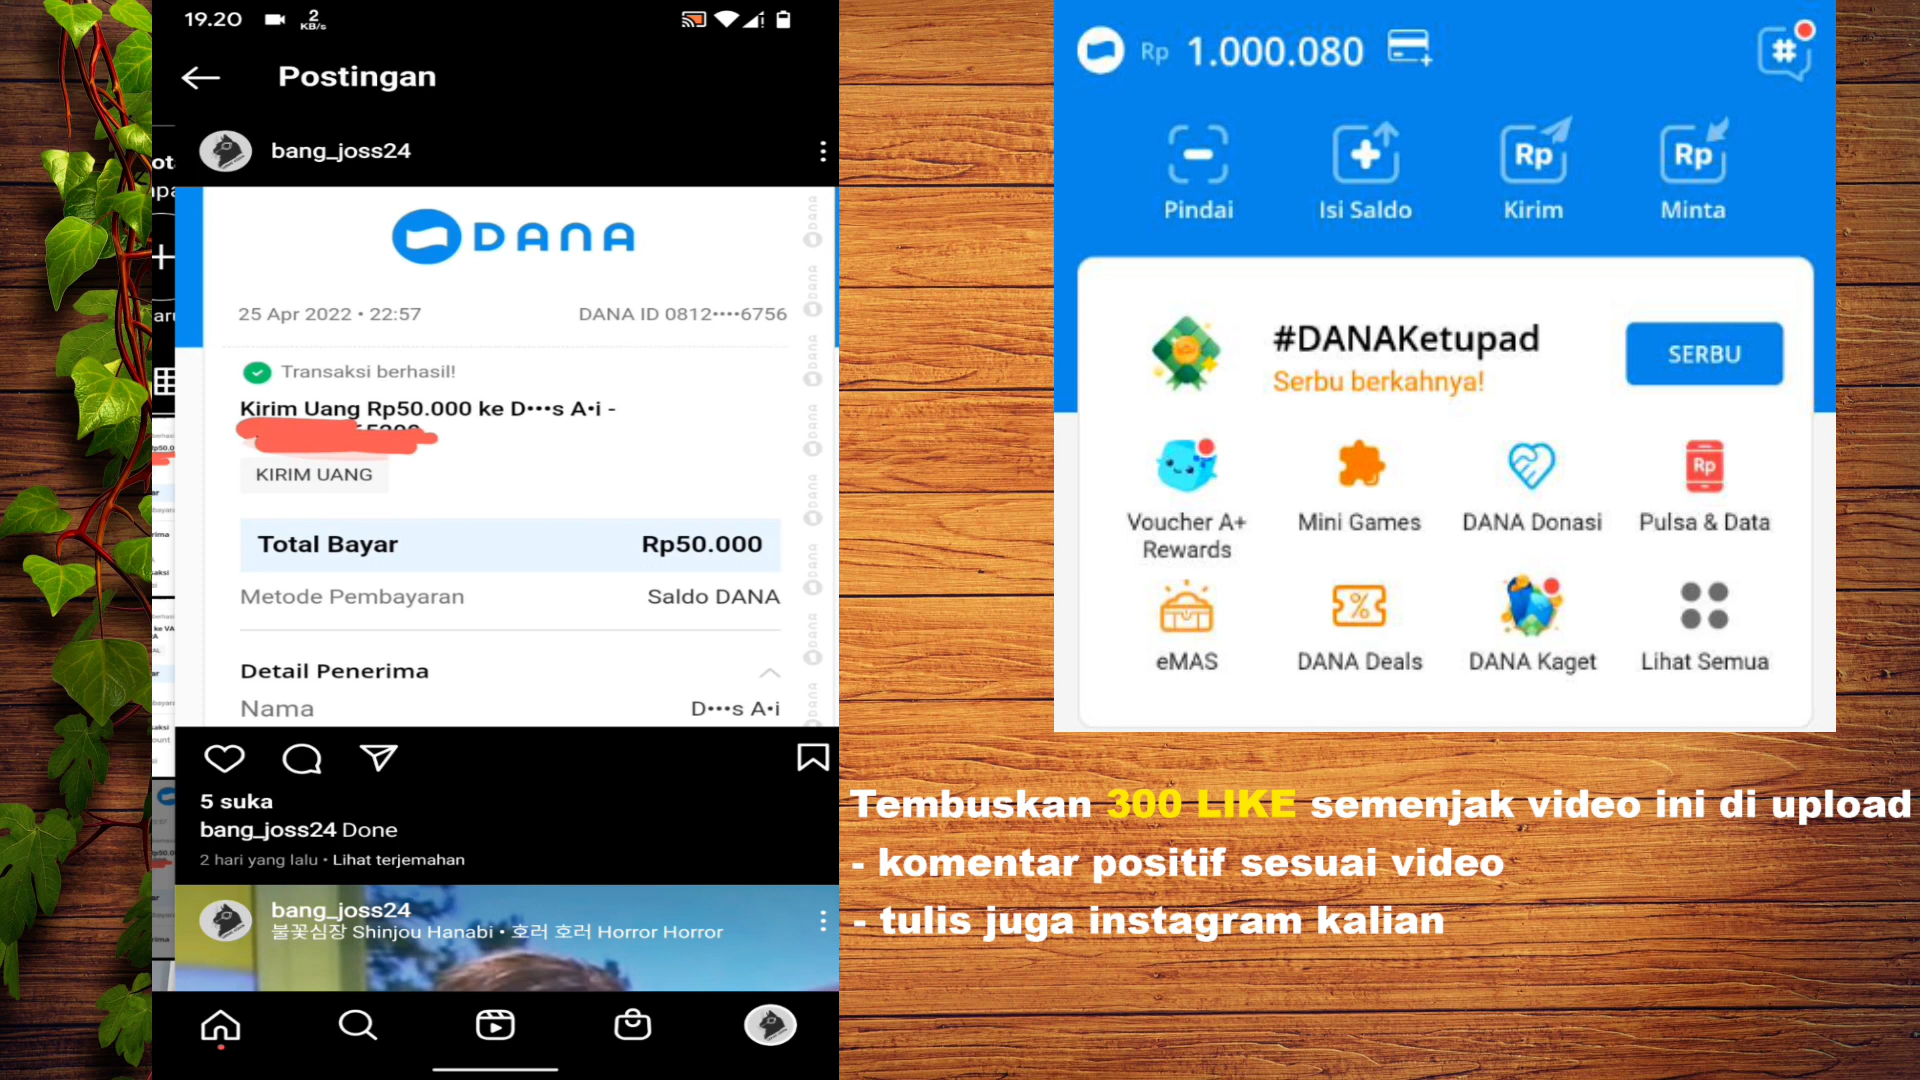 19.20
2
KB/s
Postingan
bang_joss24
DANA
25 Apr 2022 • 22:57
DANA ID 0812••••6756
Transaksi berhasil!
Kirim Uang Rp50.000 ke D•••s A•i -
KIRIM UANG
Total Bayar
Rp50.000
Metode Pembayaran
Saldo DANA
Detail Penerima
Nama
D•••s A•i
5 suka
bang_joss24 Done
2 hari yang lalu • Lihat terjemahan
bang_joss24
불꽃심장 Shinjou Hanabi • 호러 호러 Horror Horror
Rp 1.000.080
Pindai
Isi Saldo
Rp
Kirim
Rp
Minta
#DANAKetupad
Serbu berkahnya!
SERBU
Voucher A+
Rewards
Mini Games
DANA Donasi
Rp
Pulsa & Data
eMAS
DANA Deals
DANA Kaget
Lihat Semua
Tembuskan 300 LIKE semenjak video ini di upload
- komentar positif sesuai video
- tulis juga instagram kalian